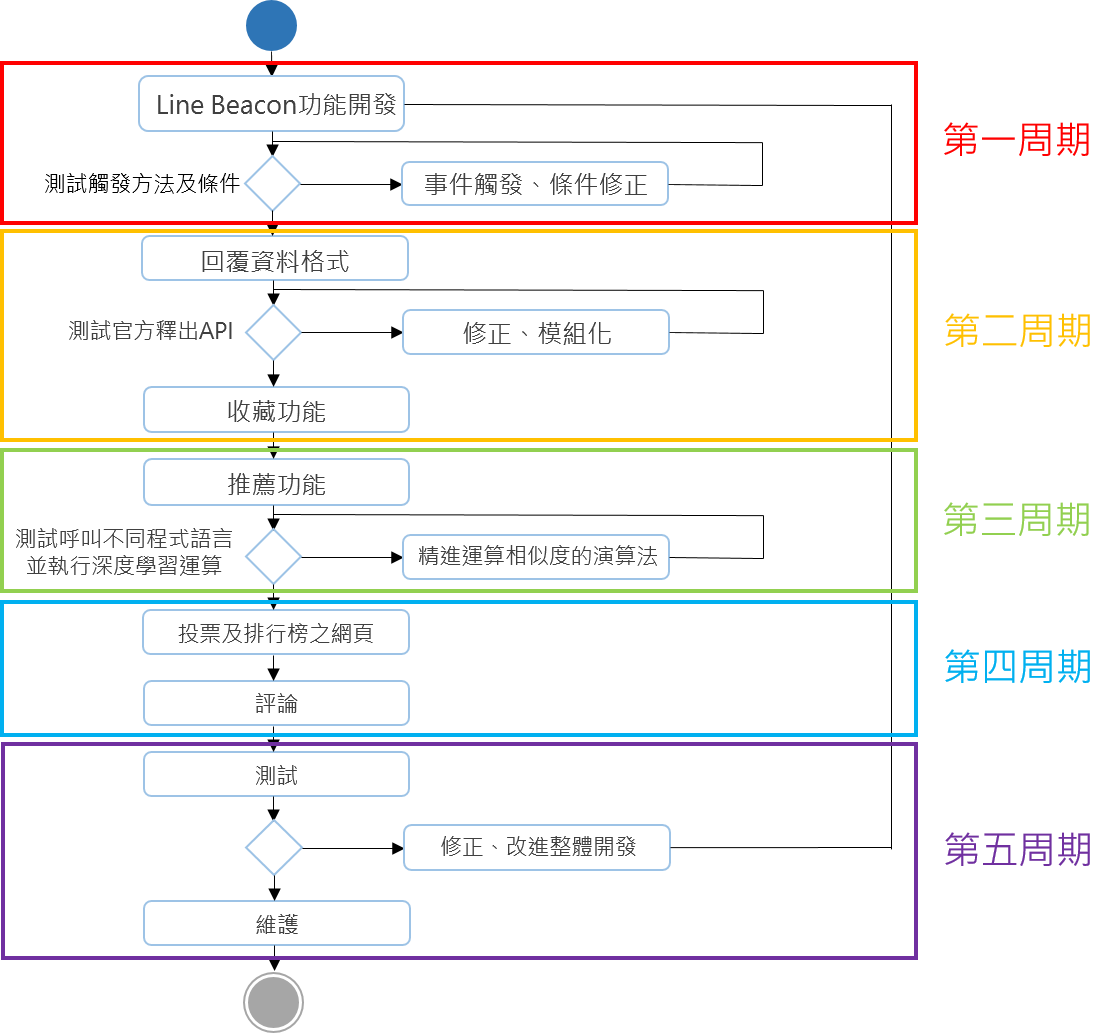 Line Beacon功能開發
第一周期
測試觸發方法及條件
事件觸發、條件修正
回覆資料格式
第二周期
測試官方釋出API
修正、模組化
收藏功能
推薦功能
第三周期
測試呼叫不同程式語言
並執行深度學習運算
精進運算相似度的演算法
投票及排行榜之網頁
第四周期
評論
測試
第五周期
修正、改進整體開發
維護